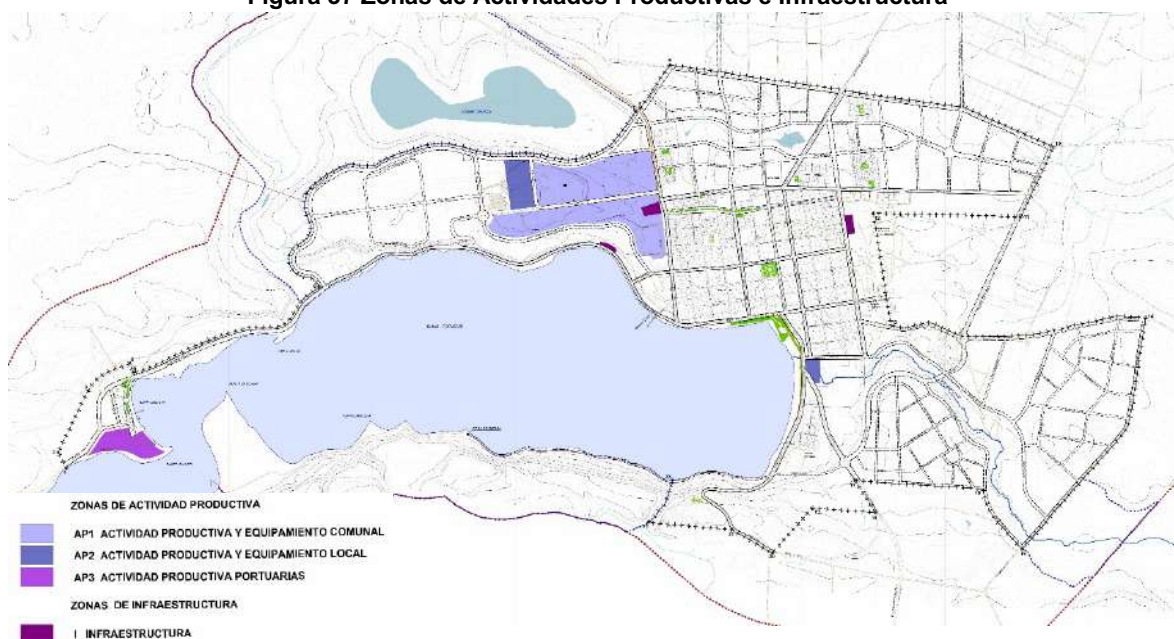 Figura 37 Zonas de Actividades Productivas e Infraestructura
ZONAS DE ACTIVIDAD PRODUCTIVA
AP1 ACTIVIDAD PRODUCTIVA Y EQUIPAMIENTO COMUNAL
AP2 ACTIVIDAD PRODUCTIVA Y EQUIPAMIENTO LOCAL
AP3 ACTIVIDAD PRODUCTIVA PORTUARIAS
ZONAS DE INFRAESTRUCTURA
I INFRAESTRUCTURA